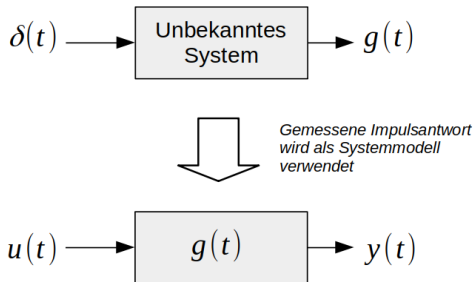 δ(t) Unbekanntes System g(t)
Gemessene Impulsantwort
wird als Systemmodell
verwendet
u(t) g(t) y(t)